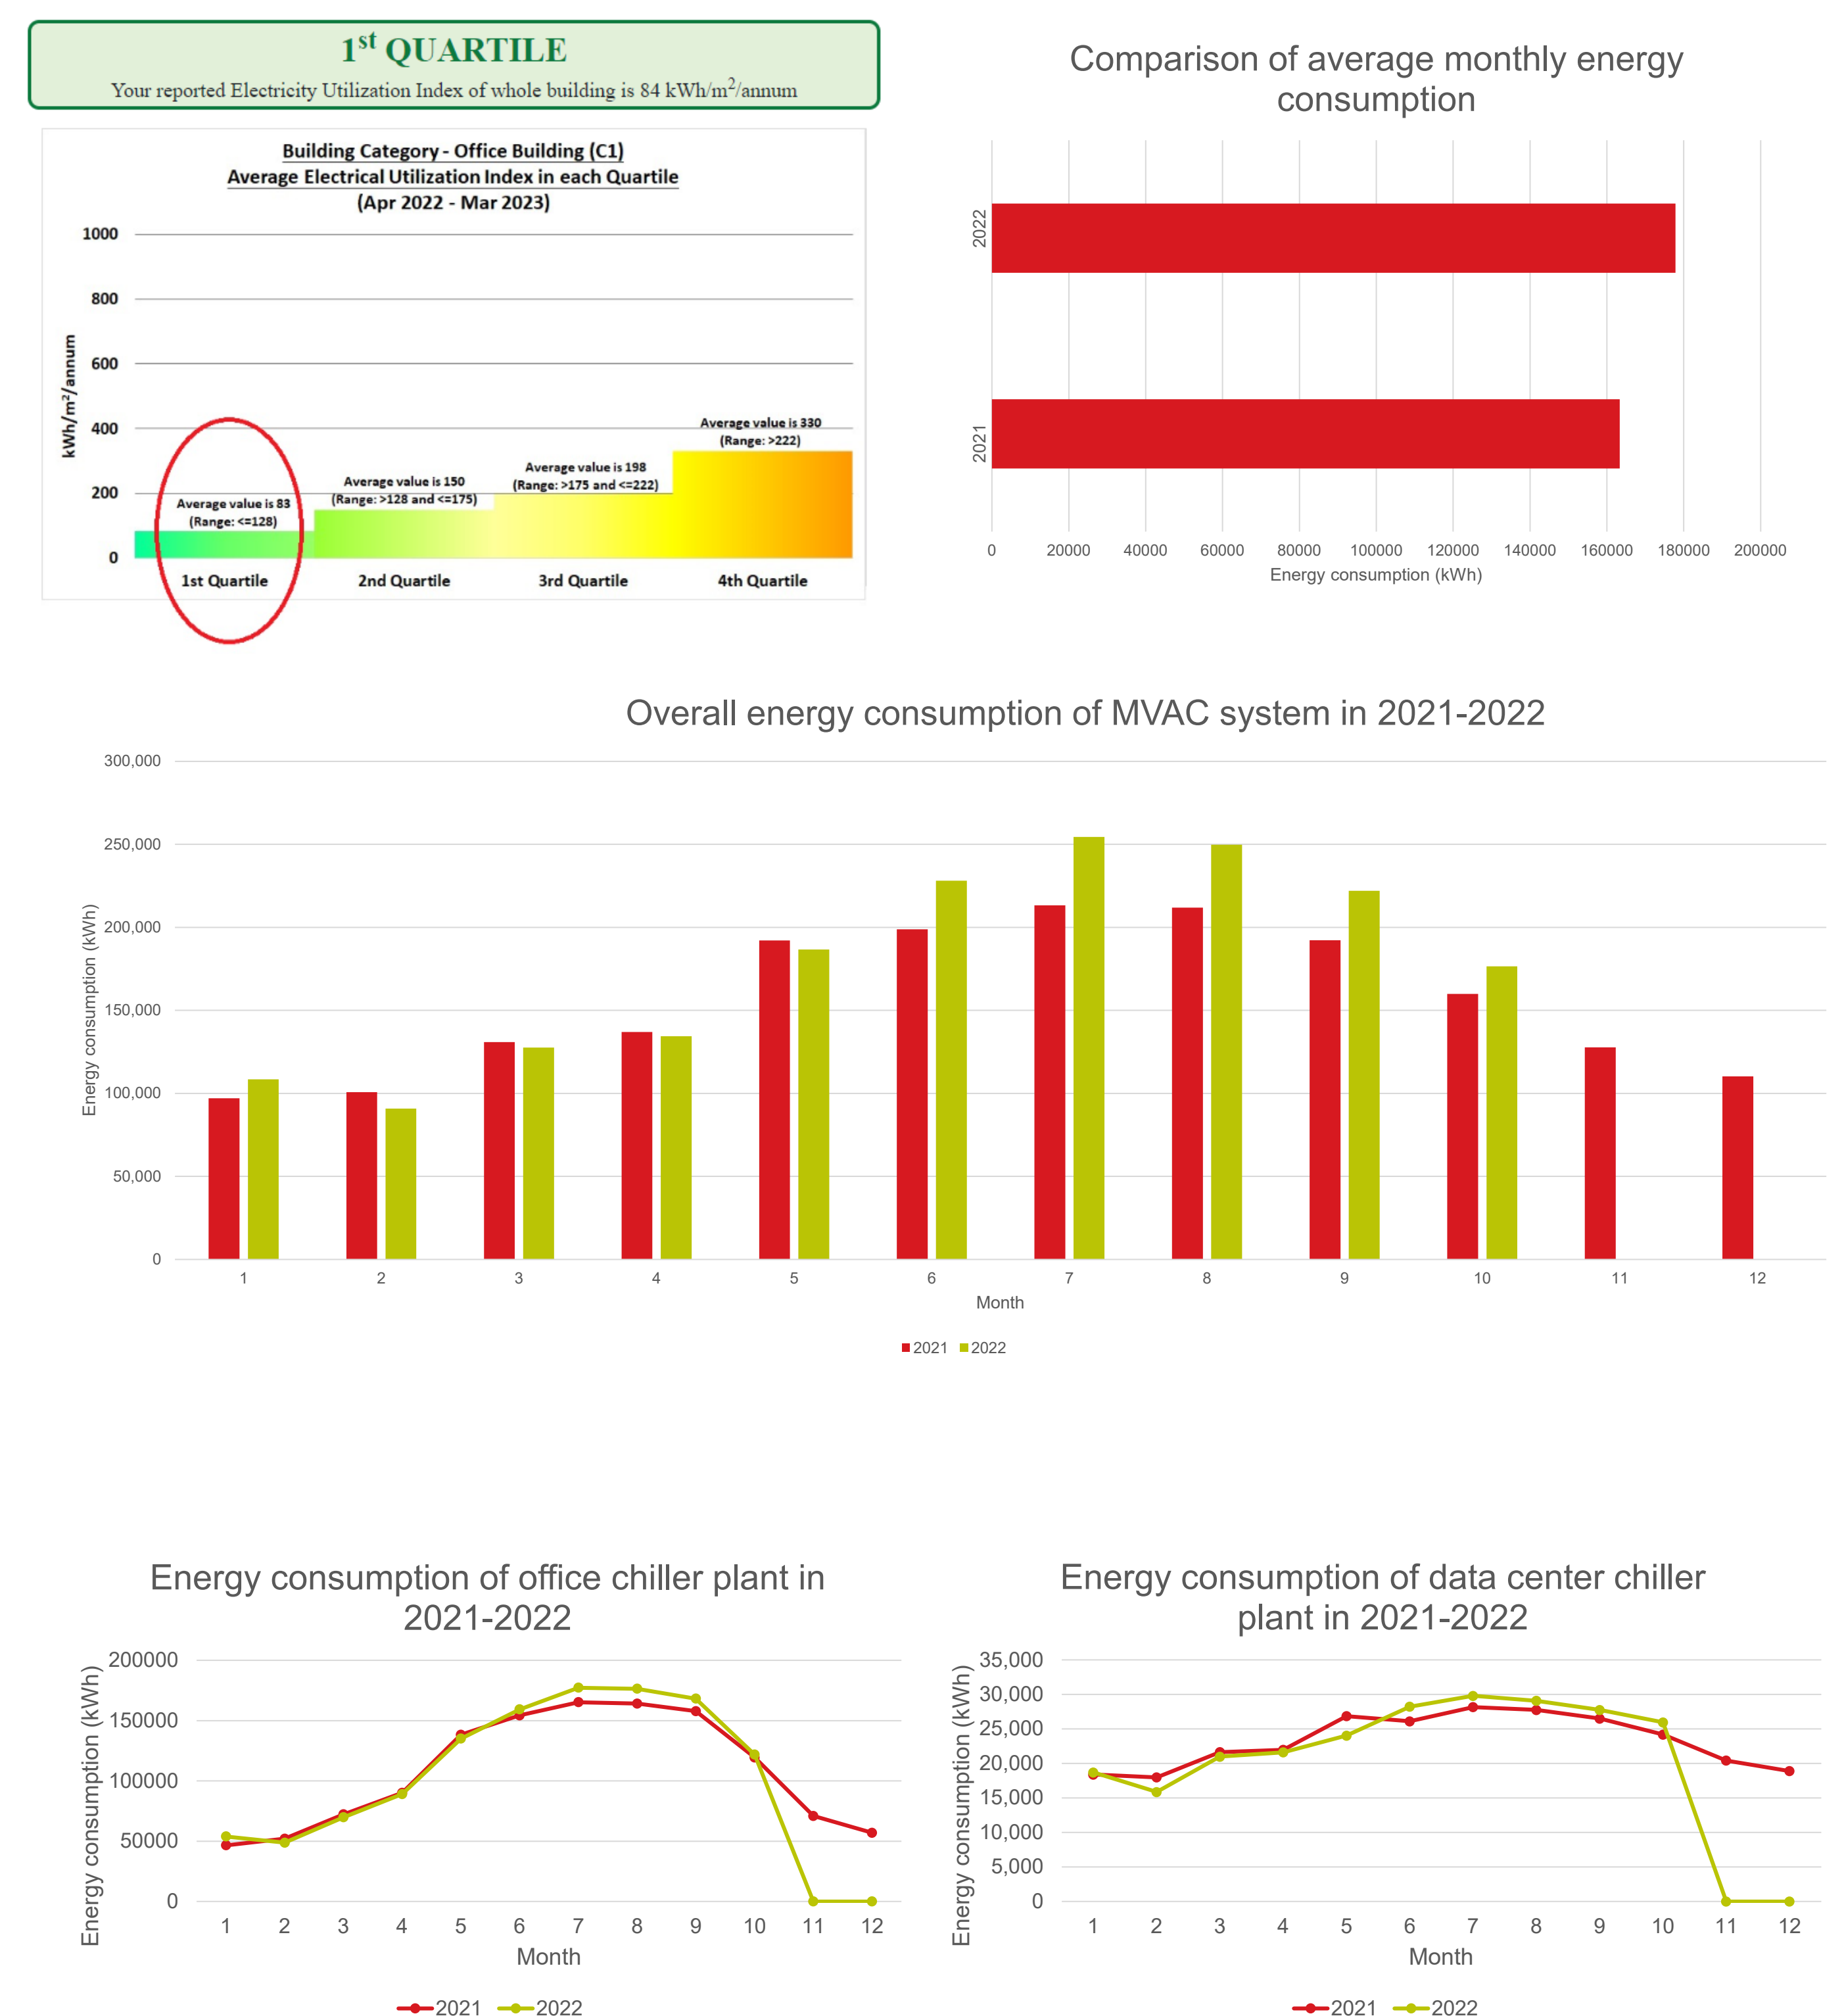 1st QUARTILE
Your reported Electricity Utilization Index of whole building is 84 kWh/m2/annum
Building Category - Office Building (C1)
Average Electrical Utilization Index in each Quartile
(Apr 2022 - Mar 2023)
kWh/m²/annum
1000
800
600
400
200
0
Average value is 83
(Range: <=128)
Average value is 150
(Range: >128 and <=175)
Average value is 198
(Range: >175 and <=222)
Average value is 330
(Range: >222)
1st Quartile 2nd Quartile 3rd Quartile 4th Quartile
Comparison of average monthly energy
consumption
2022
2021
0 20000 40000 60000 80000 100000 120000 140000 160000 180000 200000
Energy consumption (kWh)
Overall energy consumption of MVAC system in 2021-2022
Energy consumption (kWh)
300,000
250,000
200,000
150,000
100,000
50,000
0
1 2 3 4 5 6 7 8 9 10 11 12
Month
2021 2022
Energy consumption of office chiller plant in
2021-2022
Energy consumption (kWh)
200000
150000
100000
50000
0
1 2 3 4 5 6 7 8 9 10 11 12
Month
2021 2022
Energy consumption of data center chiller
plant in 2021-2022
Energy consumption (kWh)
35,000
30,000
25,000
20,000
15,000
10,000
5,000
0
1 2 3 4 5 6 7 8 9 10 11 12
Month
2021 2022